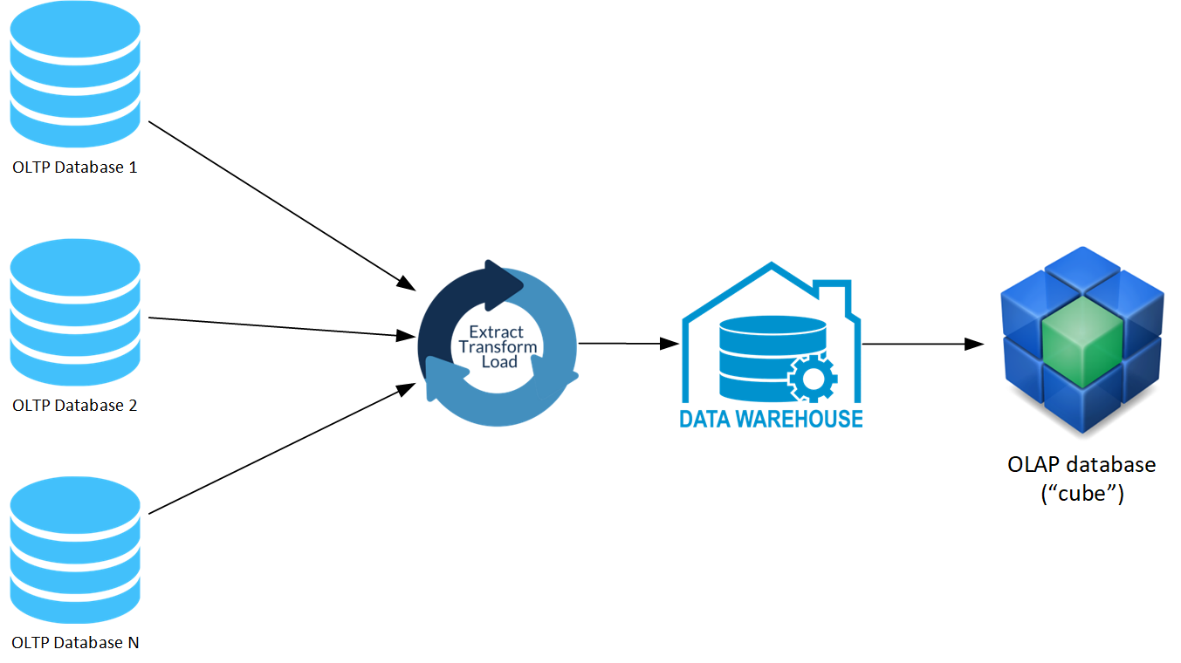 OLTP Database 1
OLTP Database 2
OLTP Database N
Extract
Transform
Load
DATA WAREHOUSE
OLAP database
(“cube”)